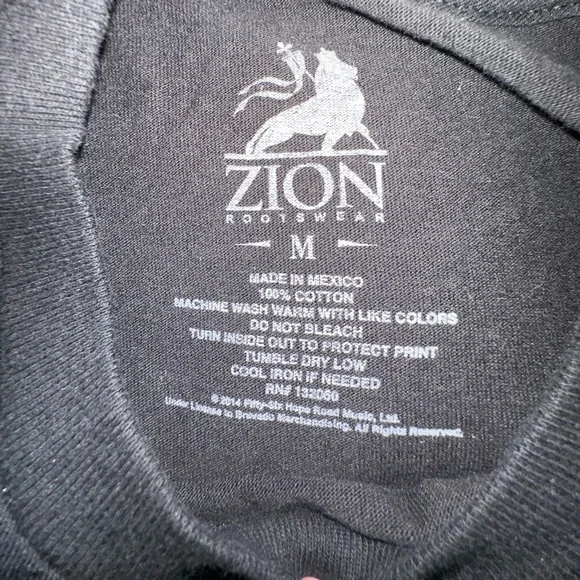 ZION
ROOTSWEAR
M
MADE IN MEXICO
100% COTTON
MACHINE WASH WARM WITH LIKE COLORS
DO NOT BLEACH
TURN INSIDE OUT TO PROTECT PRINT
TUMBLE DRY LOW
COOL IRON IF NEEDED
RN# 132060
© 2014 Fifty-Six Hope Road Music, Ltd.
Under License to Bravado Merchandising. All Rights Reserved.